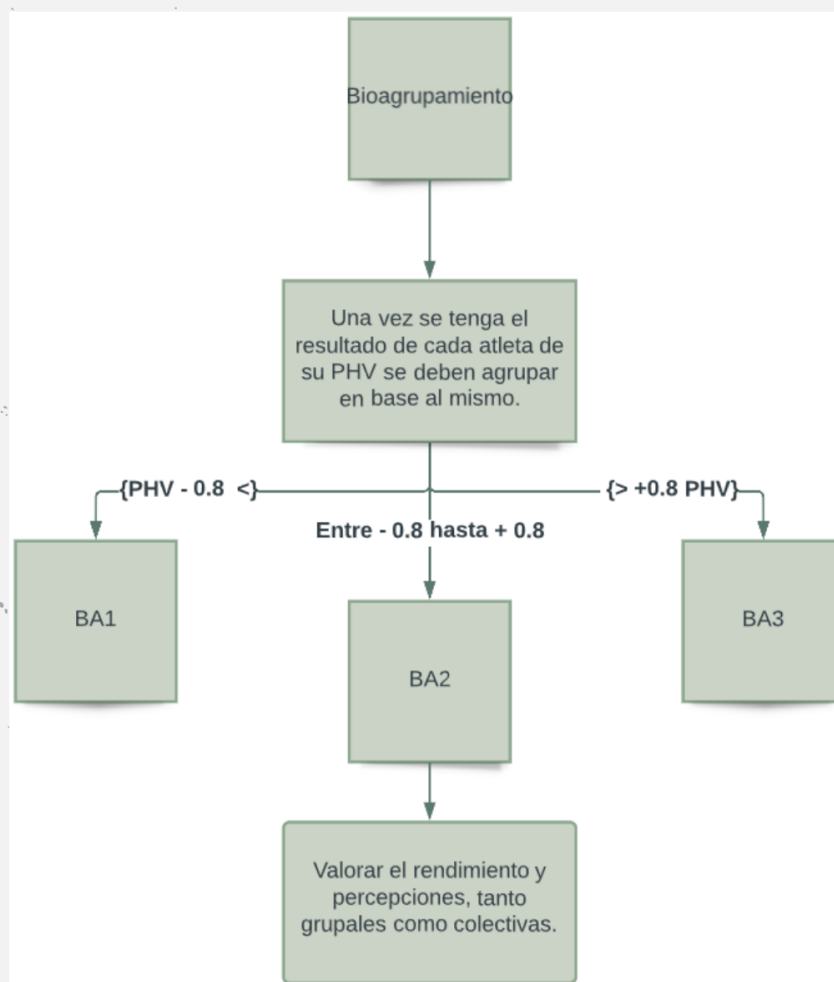 Bioagrupamiento
Una vez se tenga el
resultado de cada atleta de
su PHV se deben agrupar
en base al mismo.
{PHV - 0.8  <}
{> +0.8 PHV}
Entre - 0.8 hasta + 0.8
BA1
BA2
BA3
Valorar el rendimiento y
percepciones, tanto
grupales como colectivas.